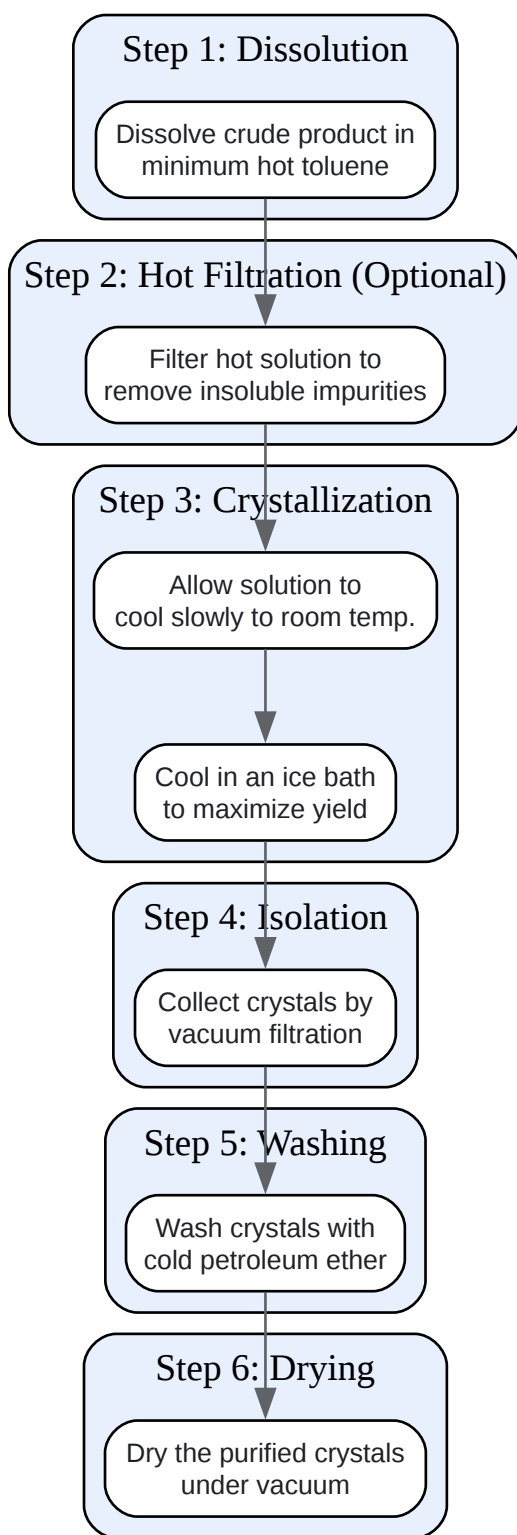 Step 1: Dissolution
Dissolve crude product in
minimum hot toluene
Step 2: Hot Filtration (Optional)
Filter hot solution to
remove insoluble impurities
Step 3: Crystallization
Allow solution to
cool slowly to room temp.
Cool in an ice bath
to maximize yield
Step 4: Isolation
Collect crystals by
vacuum filtration
Step 5: Washing
Wash crystals with
cold petroleum ether
Step 6: Drying
Dry the purified crystals
under vacuum